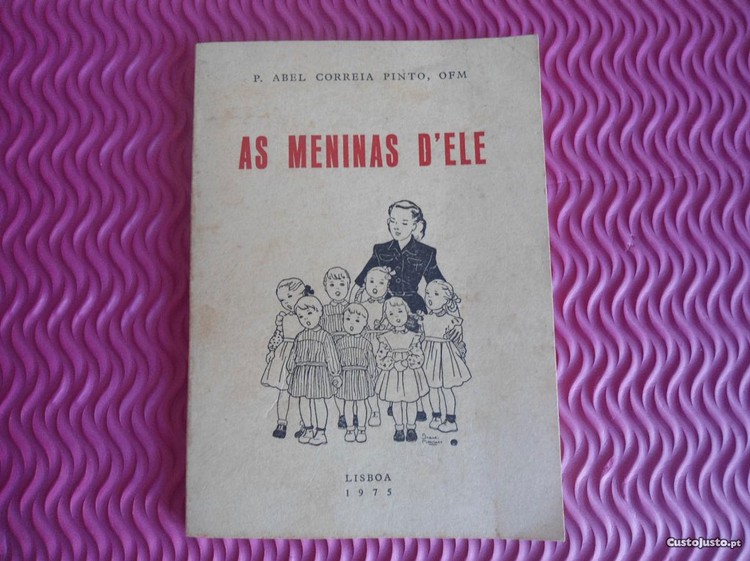 P. ABEL CORREIA PINTO, OFM
AS MENINAS D'ELE
LISBOA
1975
CustoJusto.pt